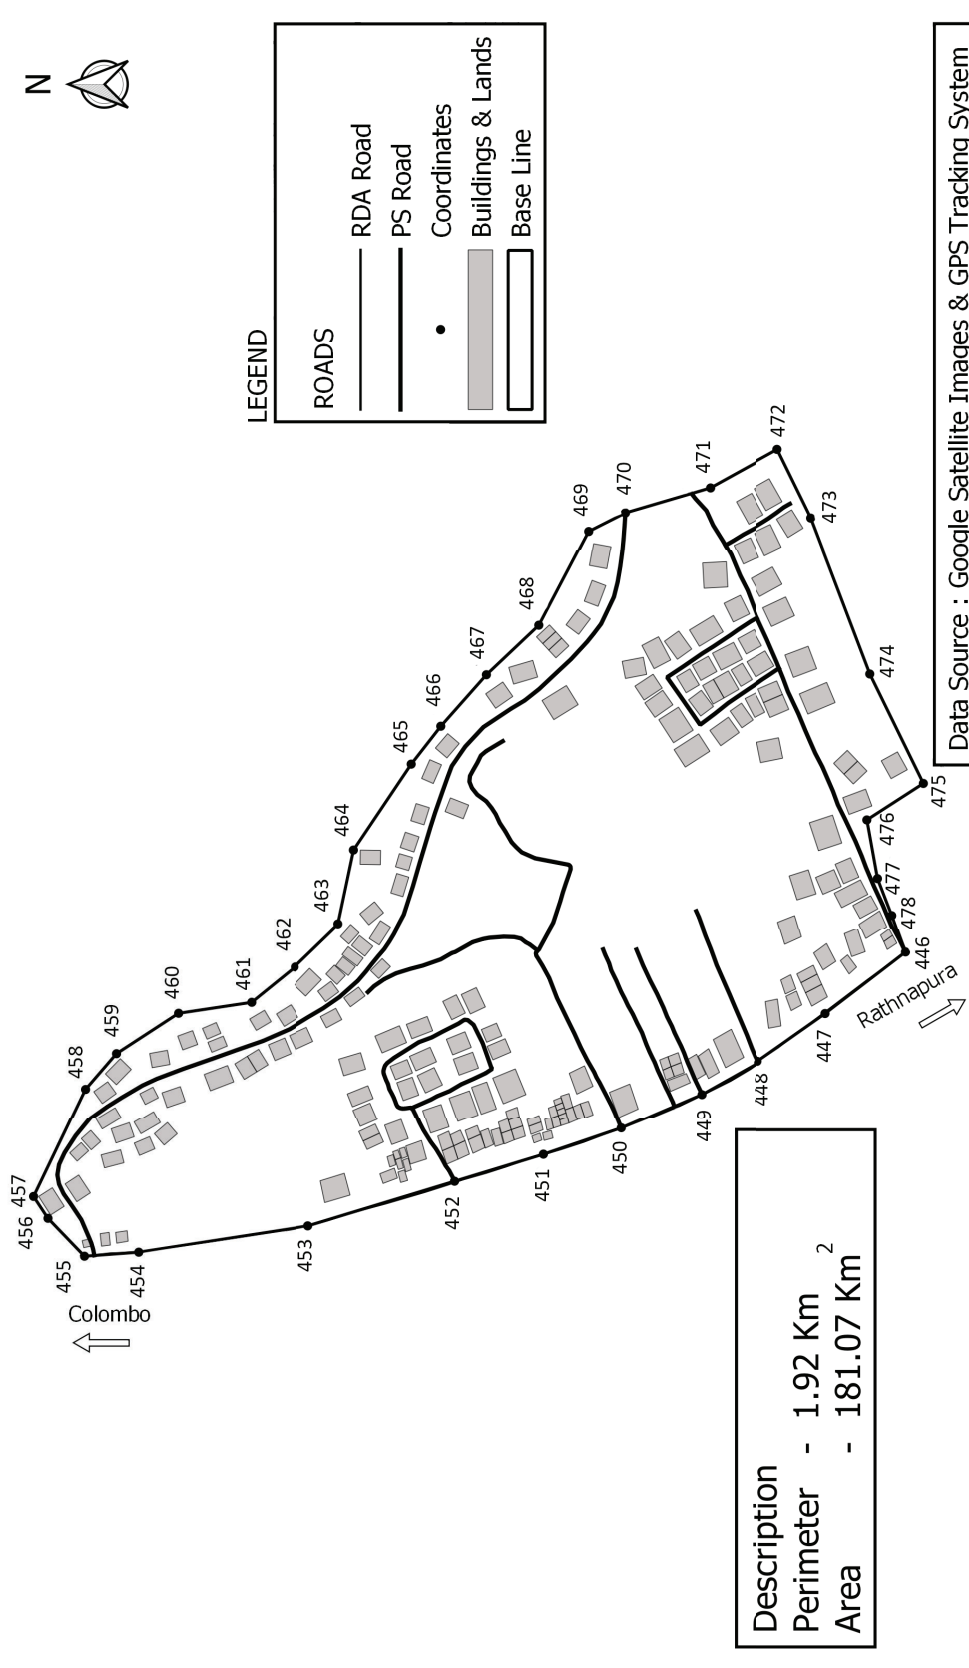 N
LEGEND
ROADS
RDA Road
PS Road
Coordinates
Buildings & Lands
Base Line
457
456
455
454
Colombo
458
459
460
461
462
463
464
465
466
467
468
469
470
471
472
473
474
475
476
477
478
446
Rathnapura
447
448
449
450
451
452
453
Description
Perimeter - 1.92 Km
Area - 181.07 Km²
Data Source : Google Satellite Images & GPS Tracking System